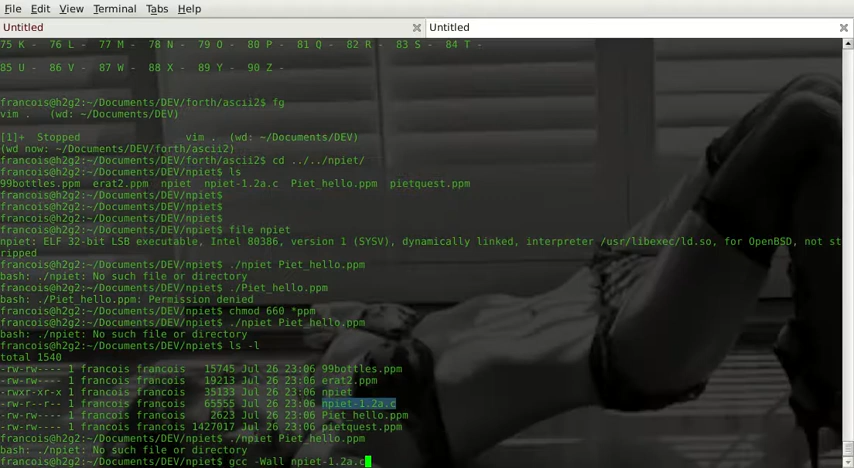 File Edit View Terminal Tabs Help
Untitled Untitled
75 K - 76 L - 77 M - 78 N - 79 O - 80 P - 81 Q - 82 R - 83 S - 84 T -
85 U - 86 V - 87 W - 88 X - 89 Y - 90 Z -
francois@h2g2:~/Documents/DEV/forth/ascii2$ fg
vim . (wd: ~/Documents/DEV)
[1]+ Stopped vim . (wd: ~/Documents/DEV)
(wd now: ~/Documents/DEV/forth/ascii2)
francois@h2g2:~/Documents/DEV/forth/ascii2$ cd ../../npiet/
francois@h2g2:~/Documents/DEV/npiet$ ls
99bottles.ppm erat2.ppm npiet npiet-1.2a.c Piet_hello.ppm pietquest.ppm
francois@h2g2:~/Documents/DEV/npiet$
francois@h2g2:~/Documents/DEV/npiet$
francois@h2g2:~/Documents/DEV/npiet$
francois@h2g2:~/Documents/DEV/npiet$ file npiet
npiet: ELF 32-bit LSB executable, Intel 80386, version 1 (SYSV), dynamically linked, interpreter /usr/libexec/ld.so, for OpenBSD, not st
ripped
francois@h2g2:~/Documents/DEV/npiet$ ./npiet Piet_hello.ppm
bash: ./npiet: No such file or directory
francois@h2g2:~/Documents/DEV/npiet$ ./Piet_hello.ppm
bash: ./Piet_hello.ppm: Permission denied
francois@h2g2:~/Documents/DEV/npiet$ chmod 660 *ppm
francois@h2g2:~/Documents/DEV/npiet$ ./npiet Piet_hello.ppm
bash: ./npiet: No such file or directory
francois@h2g2:~/Documents/DEV/npiet$ ls -l
total 1540
-rw-rw---- 1 francois francois 15745 Jul 26 23:06 99bottles.ppm
-rw-rw---- 1 francois francois 19213 Jul 26 23:06 erat2.ppm
-rwxr-xr-x 1 francois francois 35133 Jul 26 23:06 npiet
-rw-r--r-- 1 francois francois 65555 Jul 26 23:06 npiet-1.2a.c
-rw-rw---- 1 francois francois 2623 Jul 26 23:06 Piet_hello.ppm
-rw-rw---- 1 francois francois 1427017 Jul 26 23:06 pietquest.ppm
francois@h2g2:~/Documents/DEV/npiet$ ./npiet Piet_hello.ppm
bash: ./npiet: No such file or directory
francois@h2g2:~/Documents/DEV/npiet$ gcc -Wall npiet-1.2a.c